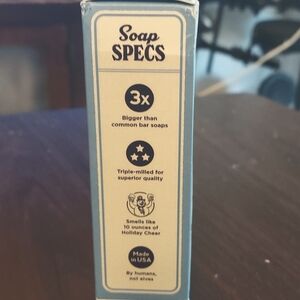 Soap
SPECS
3x
Bigger than
common bar soaps
Triple-milled for
superior quality
Smells like
10 ounces of
Holiday Cheer
Made
in USA
By humans,
not elves